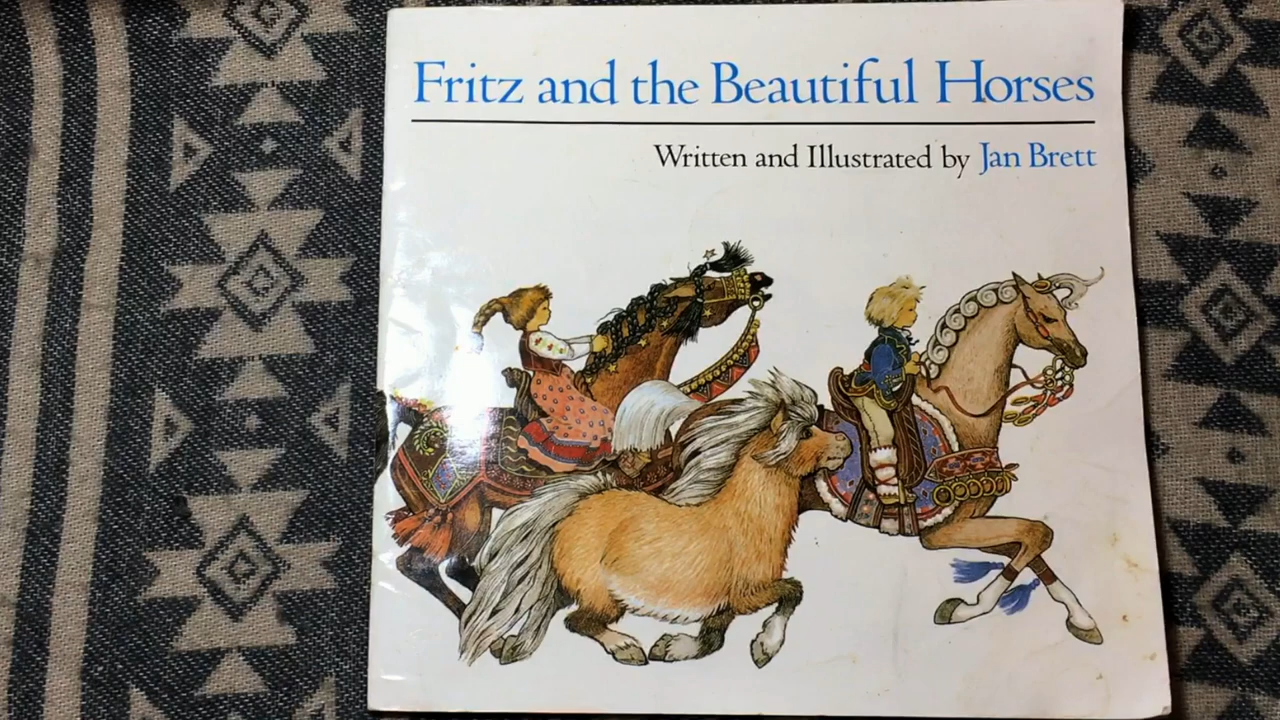 Fritz and the Beautiful Horses
Written and Illustrated by Jan Brett